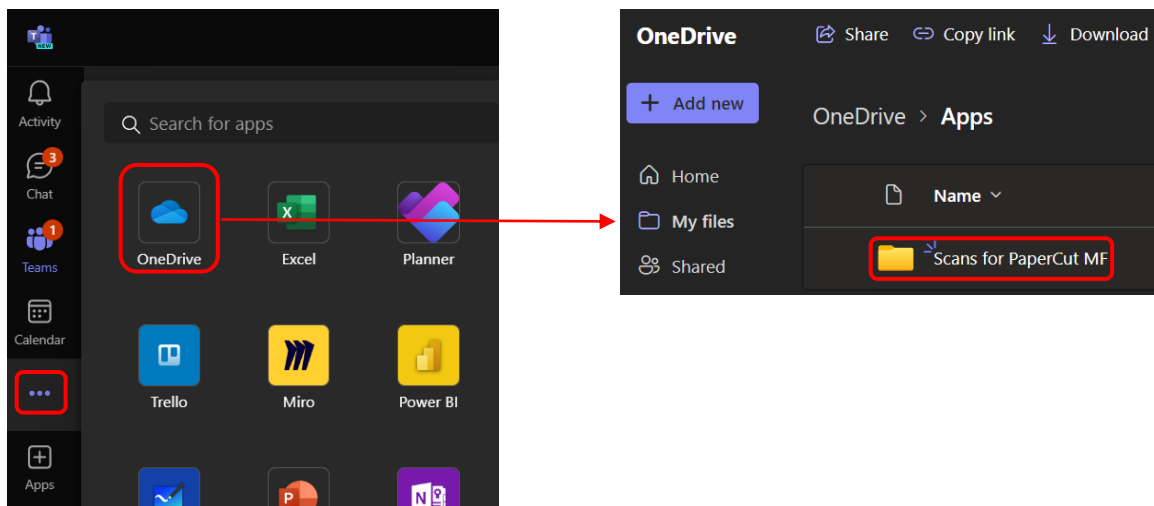 NEW
Activity
3
Chat
1
Teams
Calendar
Apps
Search for apps
OneDrive
Excel
Planner
Trello
Miro
Power BI
X
P
N
OneDrive
Share
Copy link
Download
Add new
OneDrive > Apps
Home
My files
Shared
Name
Scans for PaperCut MF